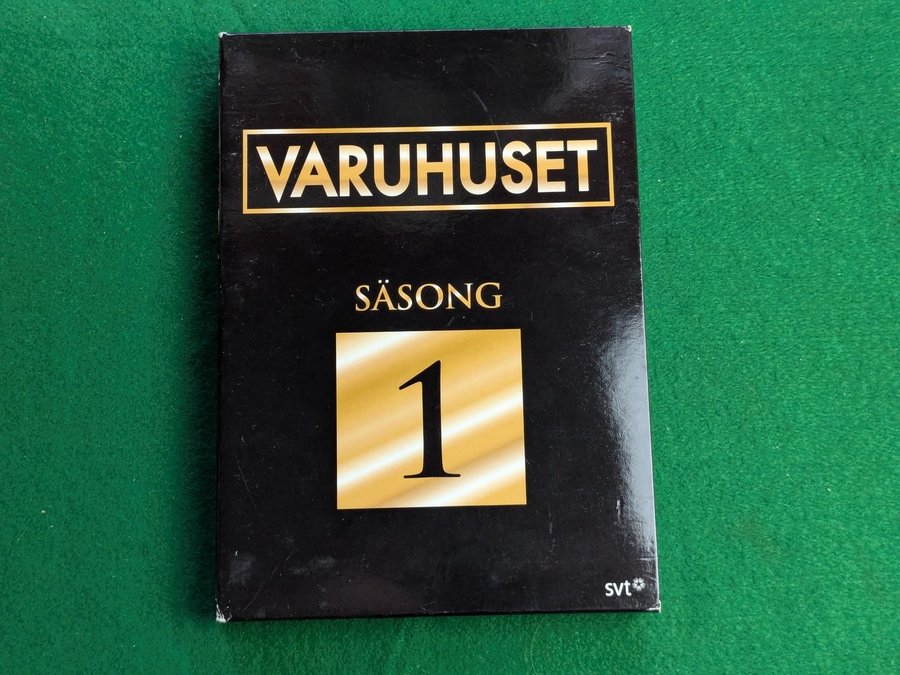 VARUHUSET
SÄSONG
1
svt